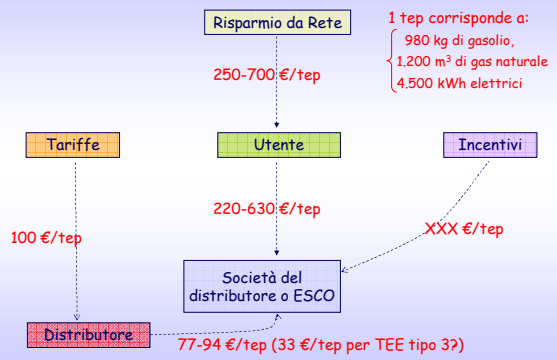 Risparmio da Rete
1 tep corrisponde a:
980 kg di gasolio,
1.200 m³ di gas naturale
4.500 kWh elettrici
250-700 €/tep
Tariffe
Utente
Incentivi
220-630 €/tep
100 €/tep
XXX €/tep
Società del
distributore o ESCO
Distributore
77-94 €/tep (33 €/tep per TEE tipo 3?)